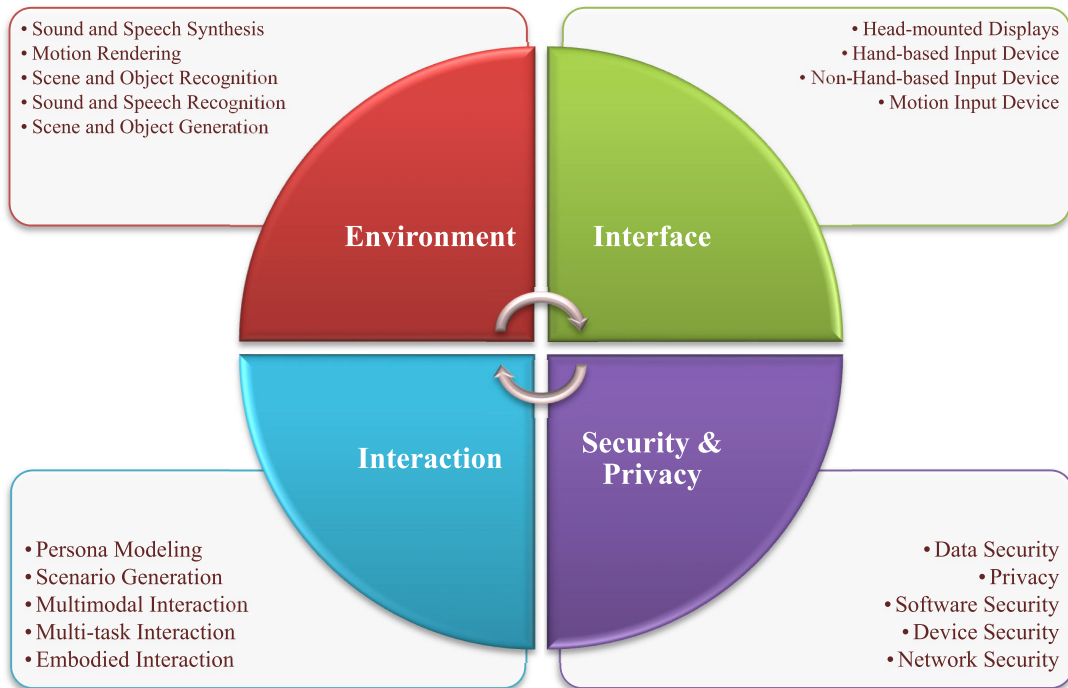 • Sound and Speech Synthesis
• Motion Rendering
• Scene and Object Recognition
• Sound and Speech Recognition
• Scene and Object Generation
• Head-mounted Displays
• Hand-based Input Device
• Non-Hand-based Input Device
• Motion Input Device
Environment
Interface
Interaction
Security &
Privacy
• Persona Modeling
• Scenario Generation
• Multimodal Interaction
• Multi-task Interaction
• Embodied Interaction
• Data Security
• Privacy
• Software Security
• Device Security
• Network Security